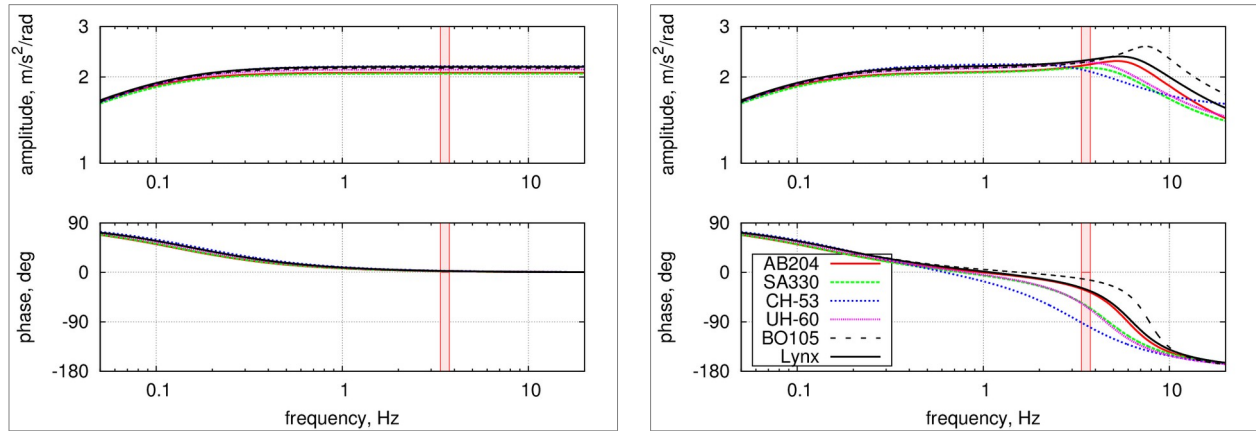 3
2
1
amplitude, m/s²/rad
0.1
1
10
90
0
-90
-180
phase, deg
0.1
1
10
frequency, Hz
3
2
1
amplitude, m/s²/rad
0.1
1
10
90
0
-90
-180
phase, deg
AB204
SA330
CH-53
UH-60
BO105
Lynx
0.1
1
10
frequency, Hz